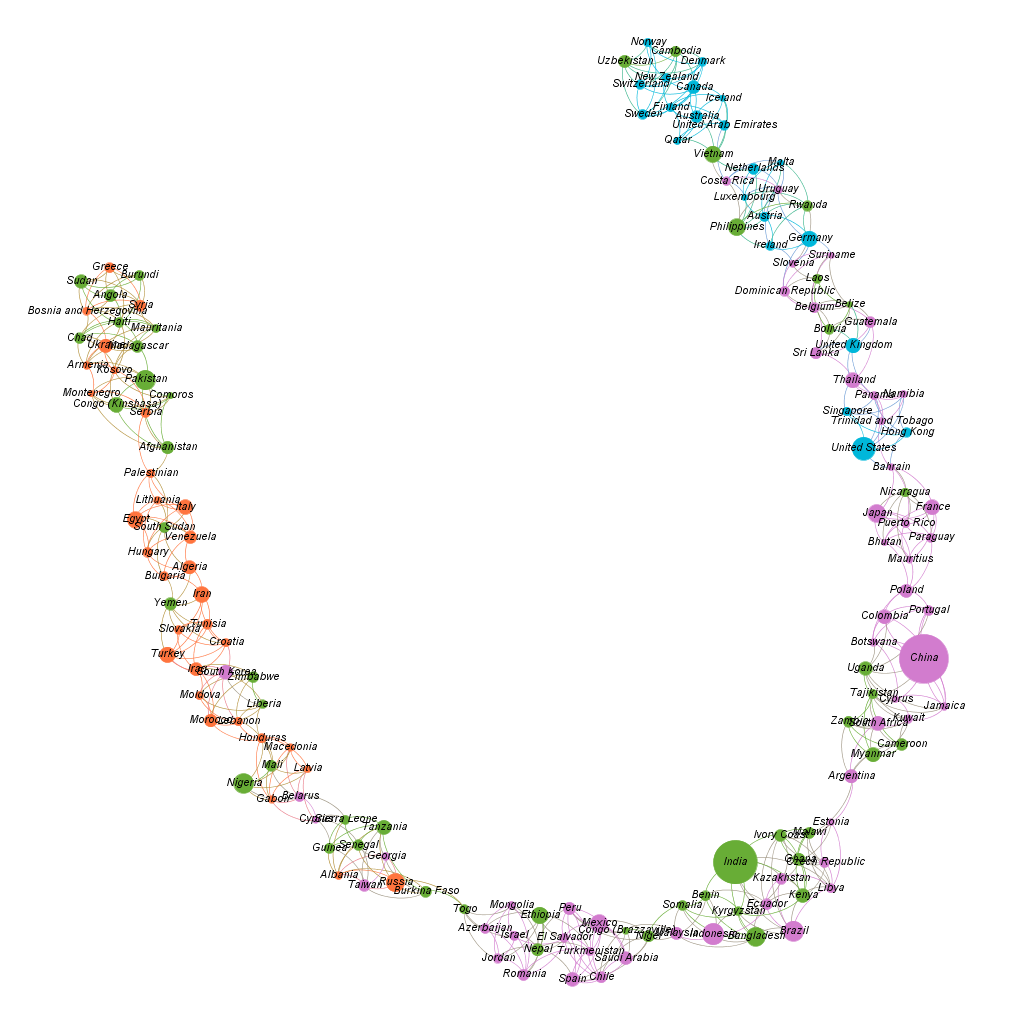 Norway
Cambodia
Uzbekistan
Denmark
New Zealand
Switzerland
Canada
Iceland
Finland
Sweden
Australia
United Arab Emirates
Qatar
Vietnam
Malta
Netherlands
Costa Rica
Uruguay
Luxembourg
Rwanda
Austria
Philippines
Germany
Ireland
Suriname
Slovenia
Laos
Dominican Republic
Belgium
Belize
Guatemala
Bolivia
United Kingdom
Sri Lanka
Thailand
Panama
Namibia
Singapore
Trinidad and Tobago
Hong Kong
United States
Bahrain
Nicaragua
France
Japan
Puerto Rico
Paraguay
Bhutan
Mauritius
Poland
Portugal
Colombia
Botswana
China
Uganda
Tajikistan
Cyprus
Jamaica
Kuwait
Zambia
South Africa
Cameroon
Myanmar
Argentina
Estonia
Malawi
Ivory Coast
Ghana
Czech Republic
India
Kazakhstan
Libya
Kenya
Benin
Ecuador
Somalia
Kyrgyzstan
Brazil
Bangladesh
Indonesia
Malaysia
Niger
Congo (Brazzaville)
Saudi Arabia
Mexico
Peru
El Salvador
Turkmenistan
Chile
Spain
Mongolia
Ethiopia
Azerbaijan
Israel
Nepal
Jordan
Romania
Togo
Burkina Faso
Russia
Taiwan
Albania
Georgia
Senegal
Guinea
Tanzania
Sierra Leone
Cyprus
Belarus
Gabon
Nigeria
Latvia
Mali
Macedonia
Honduras
Lebanon
Morocco
Liberia
Moldova
Zimbabwe
South Korea
Iraq
Turkey
Croatia
Slovakia
Tunisia
Yemen
Iran
Bulgaria
Algeria
Hungary
Venezuela
South Sudan
Egypt
Italy
Lithuania
Palestinian
Afghanistan
Serbia
Congo (Kinshasa)
Comoros
Montenegro
Pakistan
Kosovo
Armenia
Madagascar
Ukraine
Chad
Mauritania
Haiti
Bosnia and Herzegovina
Syria
Angola
Sudan
Burundi
Greece